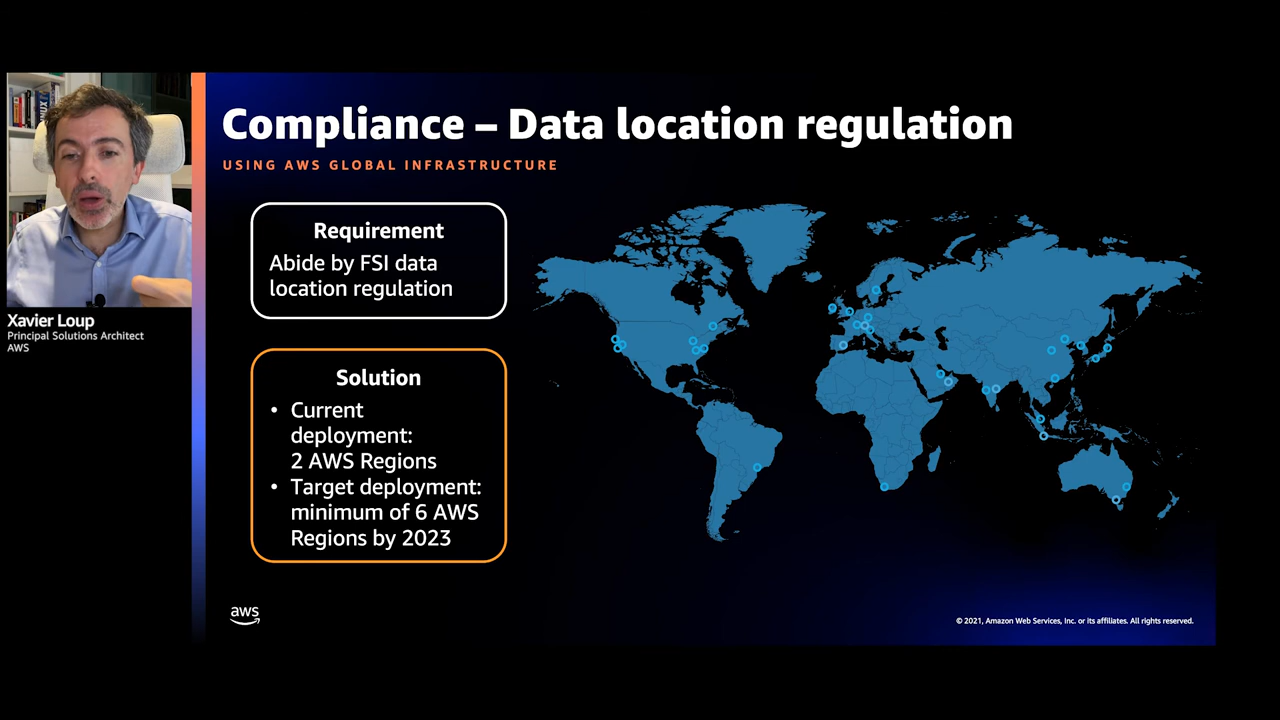 Compliance – Data location regulation
USING AWS GLOBAL INFRASTRUCTURE
Requirement
Abide by FSI data
location regulation
Solution
• Current
deployment:
2 AWS Regions
• Target deployment:
minimum of 6 AWS
Regions by 2023
Xavier Loup
Principal Solutions Architect
AWS
aws
© 2021, Amazon Web Services, Inc. or its affiliates. All rights reserved.